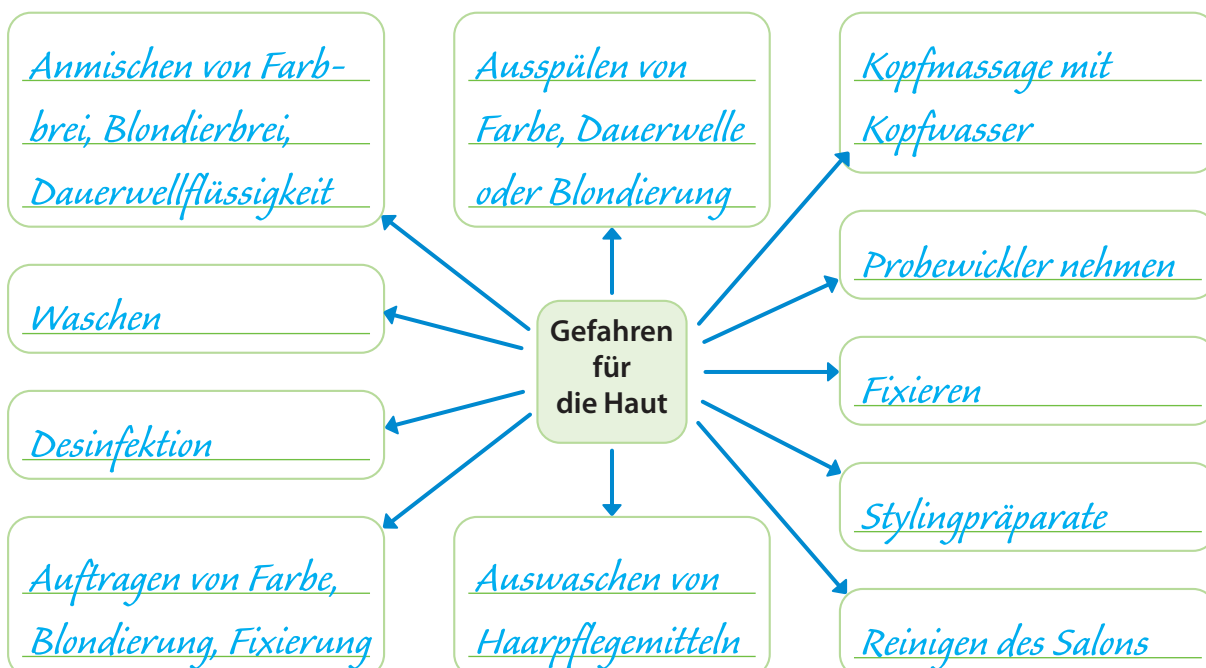 Anmischen von Farb-
brei, Blondierbrei,
Dauerwellflüssigkeit
Ausspülen von
Farbe, Dauerwelle
oder Blondierung
Kopfmassage mit
Kopfwasser
Probewickler nehmen
Waschen
Gefahren
für
die Haut
Fixieren
Desinfektion
Stylingpräparate
Auftragen von Farbe,
Blondierung, Fixierung
Auswaschen von
Haarpflegemitteln
Reinigen des Salons